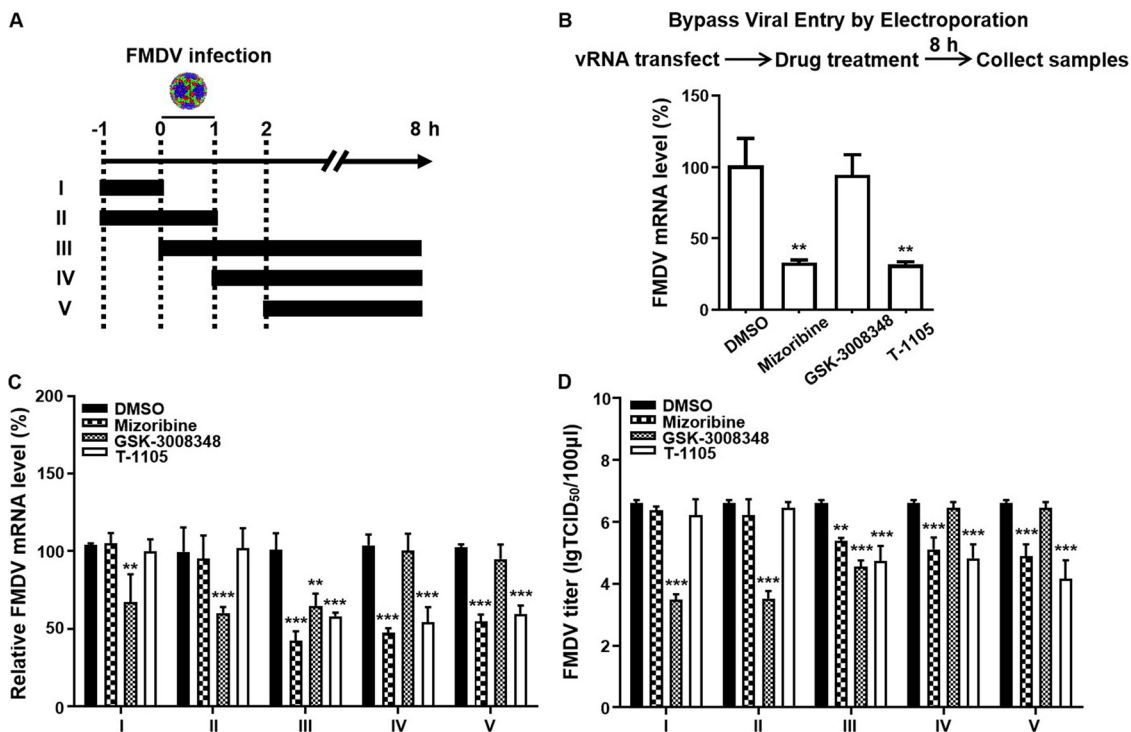 A
FMDV infection
-1 0 1 2 8 h
I
II
III
IV
V
B
Bypass Viral Entry by Electroporation
vRNA transfect Drug treatment 8 h Collect samples
FMDV mRNA level (%)
150
100
50
0
** **
DMSO Mizoribine GSK-3008348 T-1105
C
Relative FMDV mRNA level (%)
200
150
100
50
0
DMSO
Mizoribine
GSK-3008348
T-1105
** *** *** ** *** *** *** *** ***
I II III IV V
D
FMDV titer (lgTCID50/100µl)
10
8
6
4
2
0
DMSO
Mizoribine
GSK-3008348
T-1105
*** *** ** *** *** *** *** *** ***
I II III IV V